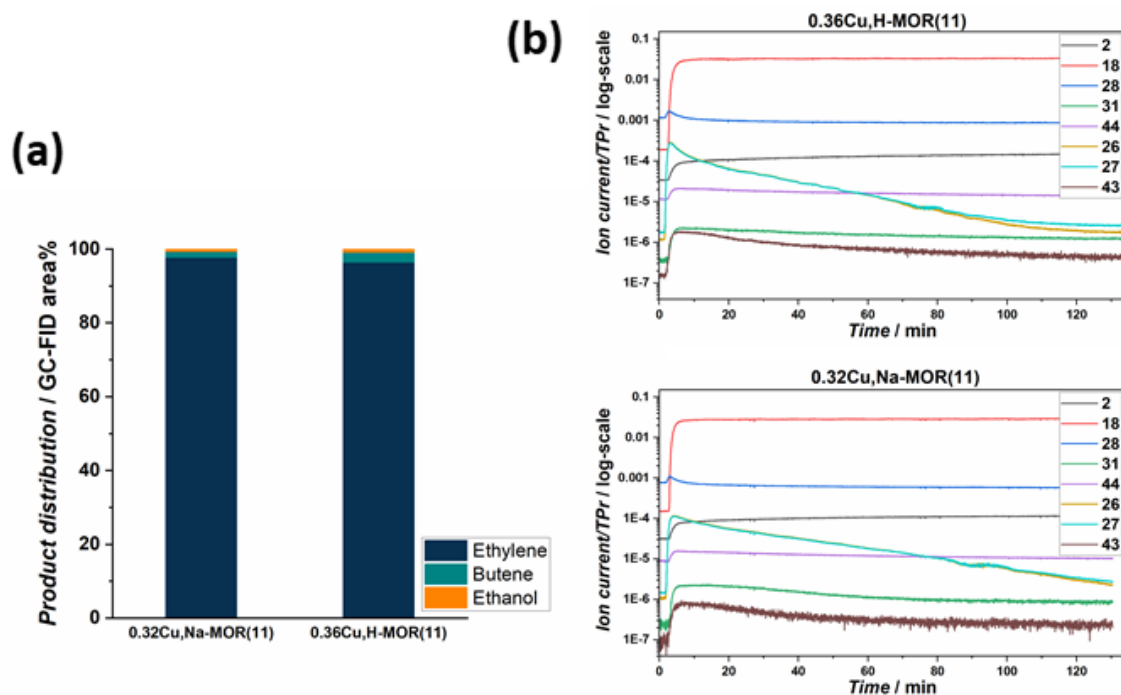 (a)
Product distribution / GC-FID area%
100
80
60
40
20
0
0.32Cu,Na-MOR(11)
0.36Cu,H-MOR(11)
Ethylene
Butene
Ethanol
(b)
0.36Cu,H-MOR(11)
Ion current/TPr / log-scale
0.1
0.01
0.001
1E-4
1E-5
1E-6
1E-7
0
20
40
60
80
100
120
Time / min
2
18
28
31
44
26
27
43
0.32Cu,Na-MOR(11)
Ion current/TPr / log-scale
0.1
0.01
0.001
1E-4
1E-5
1E-6
1E-7
0
20
40
60
80
100
120
Time / min
2
18
28
31
44
26
27
43